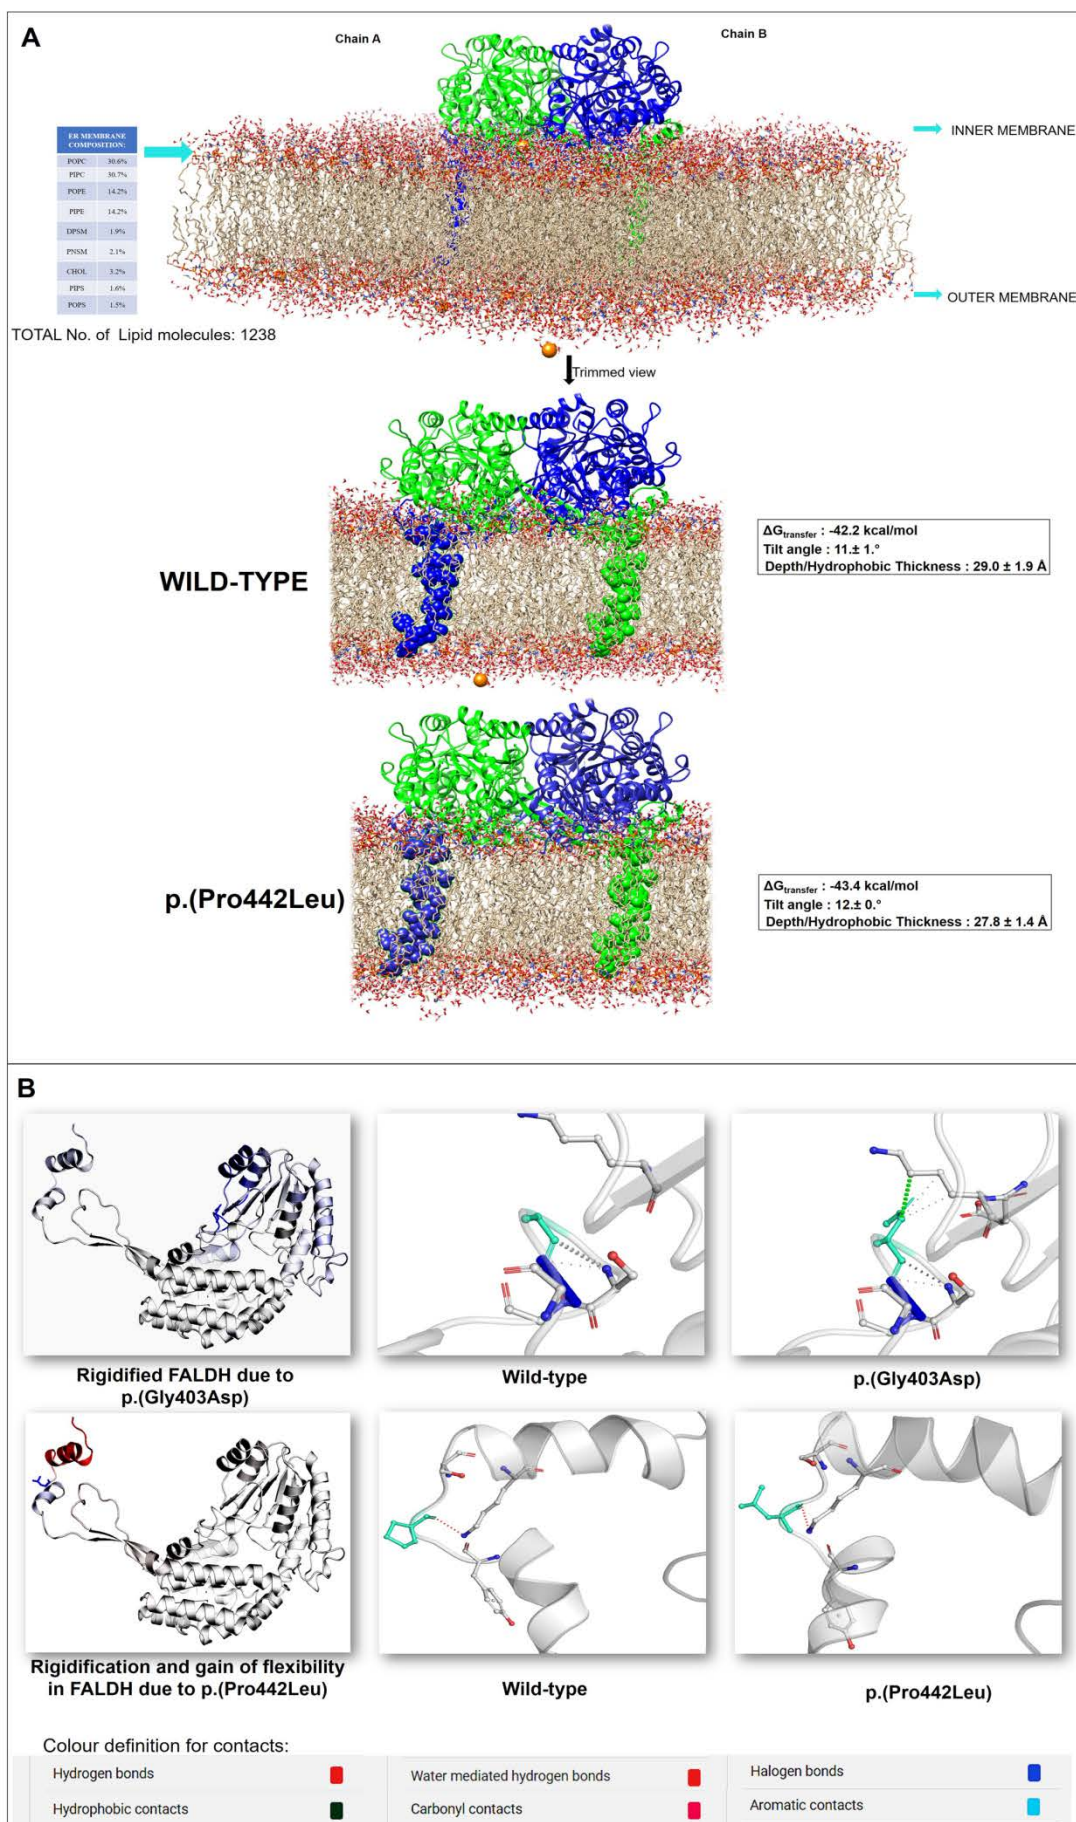 A
Chain A
Chain B
ER MEMBRANE
COMPOSITION:
POPC 30.6%
PIPC 30.7%
POPE 14.2%
PIPE 14.2%
DPSM 1.9%
PNSM 2.1%
CHOL 3.2%
PIPS 1.6%
POPS 1.5%
INNER MEMBRANE
OUTER MEMBRANE
TOTAL No. of Lipid molecules: 1238
Trimmed view
WILD-TYPE
ΔGtransfer : -42.2 kcal/mol
Tilt angle : 11.± 1.°
Depth/Hydrophobic Thickness : 29.0 ± 1.9 Å
p.(Pro442Leu)
ΔGtransfer : -43.4 kcal/mol
Tilt angle : 12.± 0.°
Depth/Hydrophobic Thickness : 27.8 ± 1.4 Å
B
Rigidified FALDH due to
p.(Gly403Asp)
Wild-type
p.(Gly403Asp)
Rigidification and gain of flexibility
in FALDH due to p.(Pro442Leu)
Wild-type
p.(Pro442Leu)
Colour definition for contacts:
Hydrogen bonds
Water mediated hydrogen bonds
Halogen bonds
Hydrophobic contacts
Carbonyl contacts
Aromatic contacts